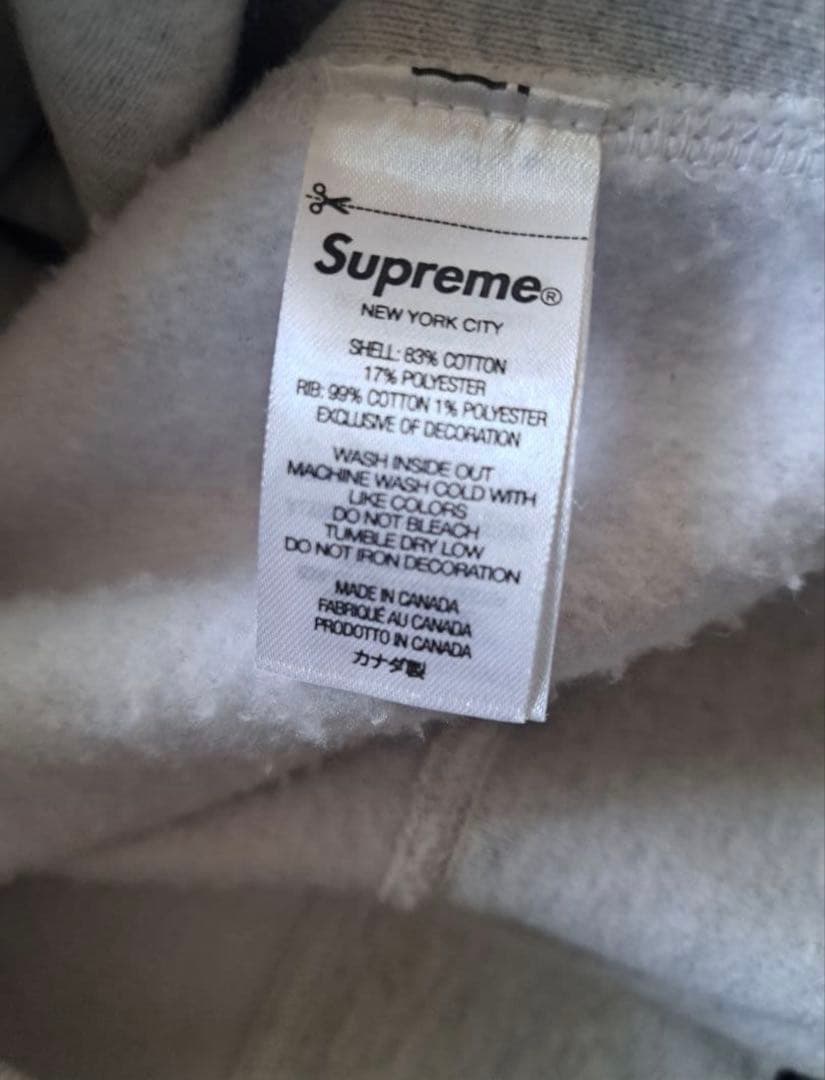 Supreme®
NEW YORK CITY
SHELL: 83% COTTON
17% POLYESTER
RIB: 99% COTTON 1% POLYESTER
EXCLUSIVE OF DECORATION
WASH INSIDE OUT
MACHINE WASH COLD WITH
LIKE COLORS
DO NOT BLEACH
TUMBLE DRY LOW
DO NOT IRON DECORATION
MADE IN CANADA
FABRIQUÉ AU CANADA
PRODOTTO IN CANADA
カナダ製